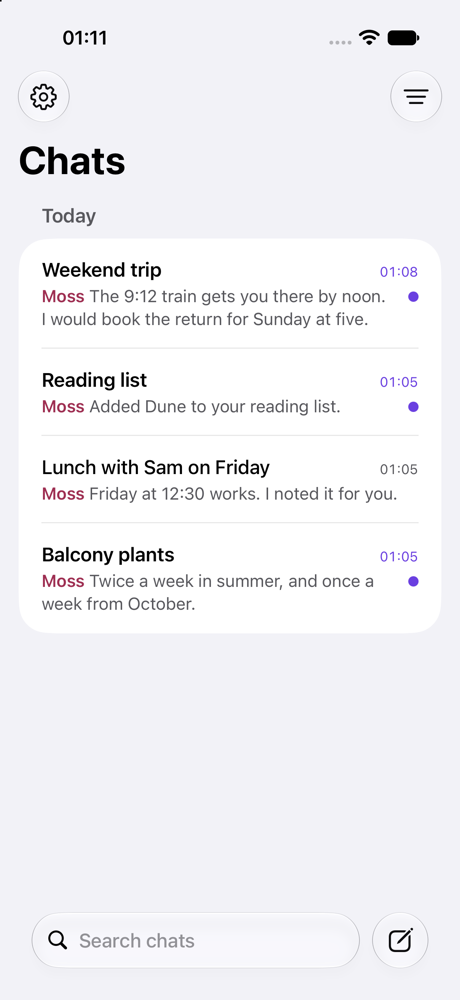 01:11
Chats
Today
Weekend trip
01:08
Moss The 9:12 train gets you there by noon.
I would book the return for Sunday at five.
Reading list
01:05
Moss Added Dune to your reading list.
Lunch with Sam on Friday
01:05
Moss Friday at 12:30 works. I noted it for you.
Balcony plants
01:05
Moss Twice a week in summer, and once a
week from October.
Search chats